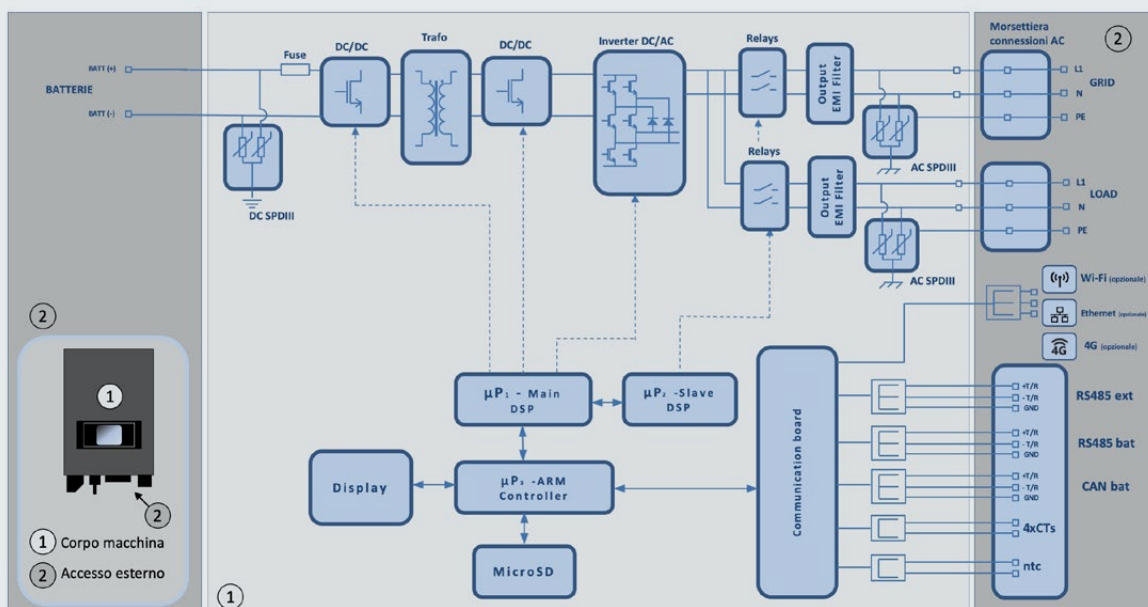 BATT (+)
BATTERIE
BATT (-)
Fuse
DC/DC
Trafo
DC/DC
Inverter DC/AC
Relays
Output
EMI Filter
Morsettiera
connessioni AC
2
L1
GRID
N
PE
DC SPDIII
AC SPDIII
Relays
Output
EMI Filter
L1
LOAD
N
PE
AC SPDIII
Wi-Fi (opzionale)
Ethernet (opzionale)
4G
4G (opzionale)
μP₁ - Main
DSP
μP₂ -Slave
DSP
μP₃ -ARM
Controller
Display
MicroSD
Communication board
+T/R
- T/R
GND
RS485 ext
+T/R
- T/R
GND
RS485 bat
+T/R
- T/R
GND
CAN bat
4xCTs
ntc
2
1
2
1 Corpo macchina
2 Accesso esterno
1